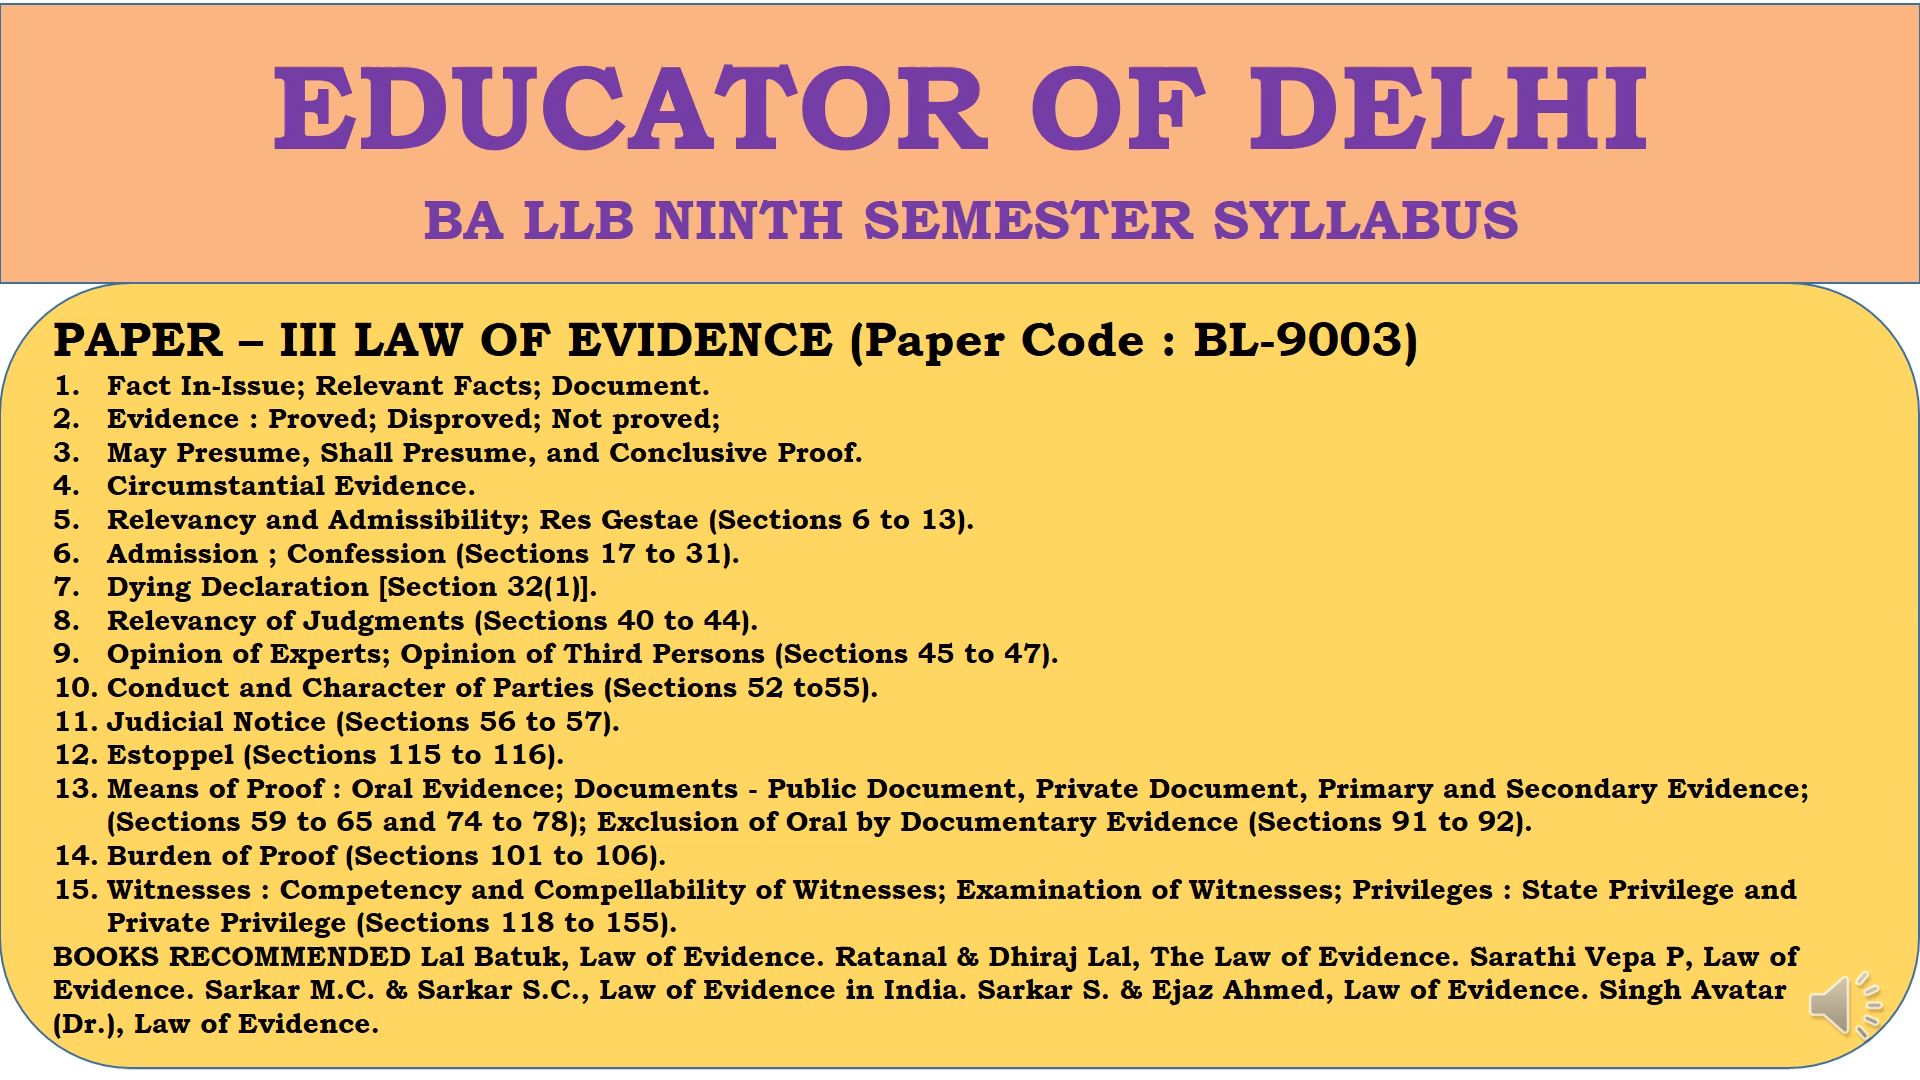 EDUCATOR OF DELHI
BA LLB NINTH SEMESTER SYLLABUS
PAPER – III LAW OF EVIDENCE (Paper Code : BL-9003)
1. Fact In-Issue; Relevant Facts; Document.
2. Evidence : Proved; Disproved; Not proved;
3. May Presume, Shall Presume, and Conclusive Proof.
4. Circumstantial Evidence.
5. Relevancy and Admissibility; Res Gestae (Sections 6 to 13).
6. Admission ; Confession (Sections 17 to 31).
7. Dying Declaration [Section 32(1)].
8. Relevancy of Judgments (Sections 40 to 44).
9. Opinion of Experts; Opinion of Third Persons (Sections 45 to 47).
10. Conduct and Character of Parties (Sections 52 to55).
11. Judicial Notice (Sections 56 to 57).
12. Estoppel (Sections 115 to 116).
13. Means of Proof : Oral Evidence; Documents - Public Document, Private Document, Primary and Secondary Evidence;
(Sections 59 to 65 and 74 to 78); Exclusion of Oral by Documentary Evidence (Sections 91 to 92).
14. Burden of Proof (Sections 101 to 106).
15. Witnesses : Competency and Compellability of Witnesses; Examination of Witnesses; Privileges : State Privilege and
Private Privilege (Sections 118 to 155).
BOOKS RECOMMENDED Lal Batuk, Law of Evidence. Ratanal & Dhiraj Lal, The Law of Evidence. Sarathi Vepa P, Law of
Evidence. Sarkar M.C. & Sarkar S.C., Law of Evidence in India. Sarkar S. & Ejaz Ahmed, Law of Evidence. Singh Avatar
(Dr.), Law of Evidence.